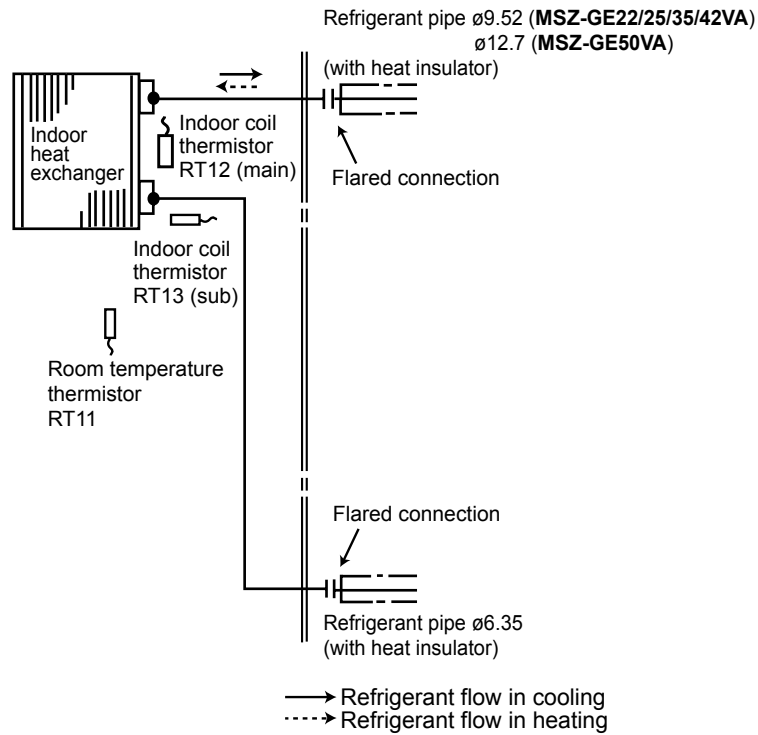 Refrigerant pipe ø9.52 (MSZ-GE22/25/35/42VA)
ø12.7 (MSZ-GE50VA)
(with heat insulator)
Indoor
heat
exchanger
Indoor coil
thermistor
RT12 (main)
Flared connection
Indoor coil
thermistor
RT13 (sub)
Room temperature
thermistor
RT11
Flared connection
Refrigerant pipe ø6.35
(with heat insulator)
Refrigerant flow in cooling
Refrigerant flow in heating